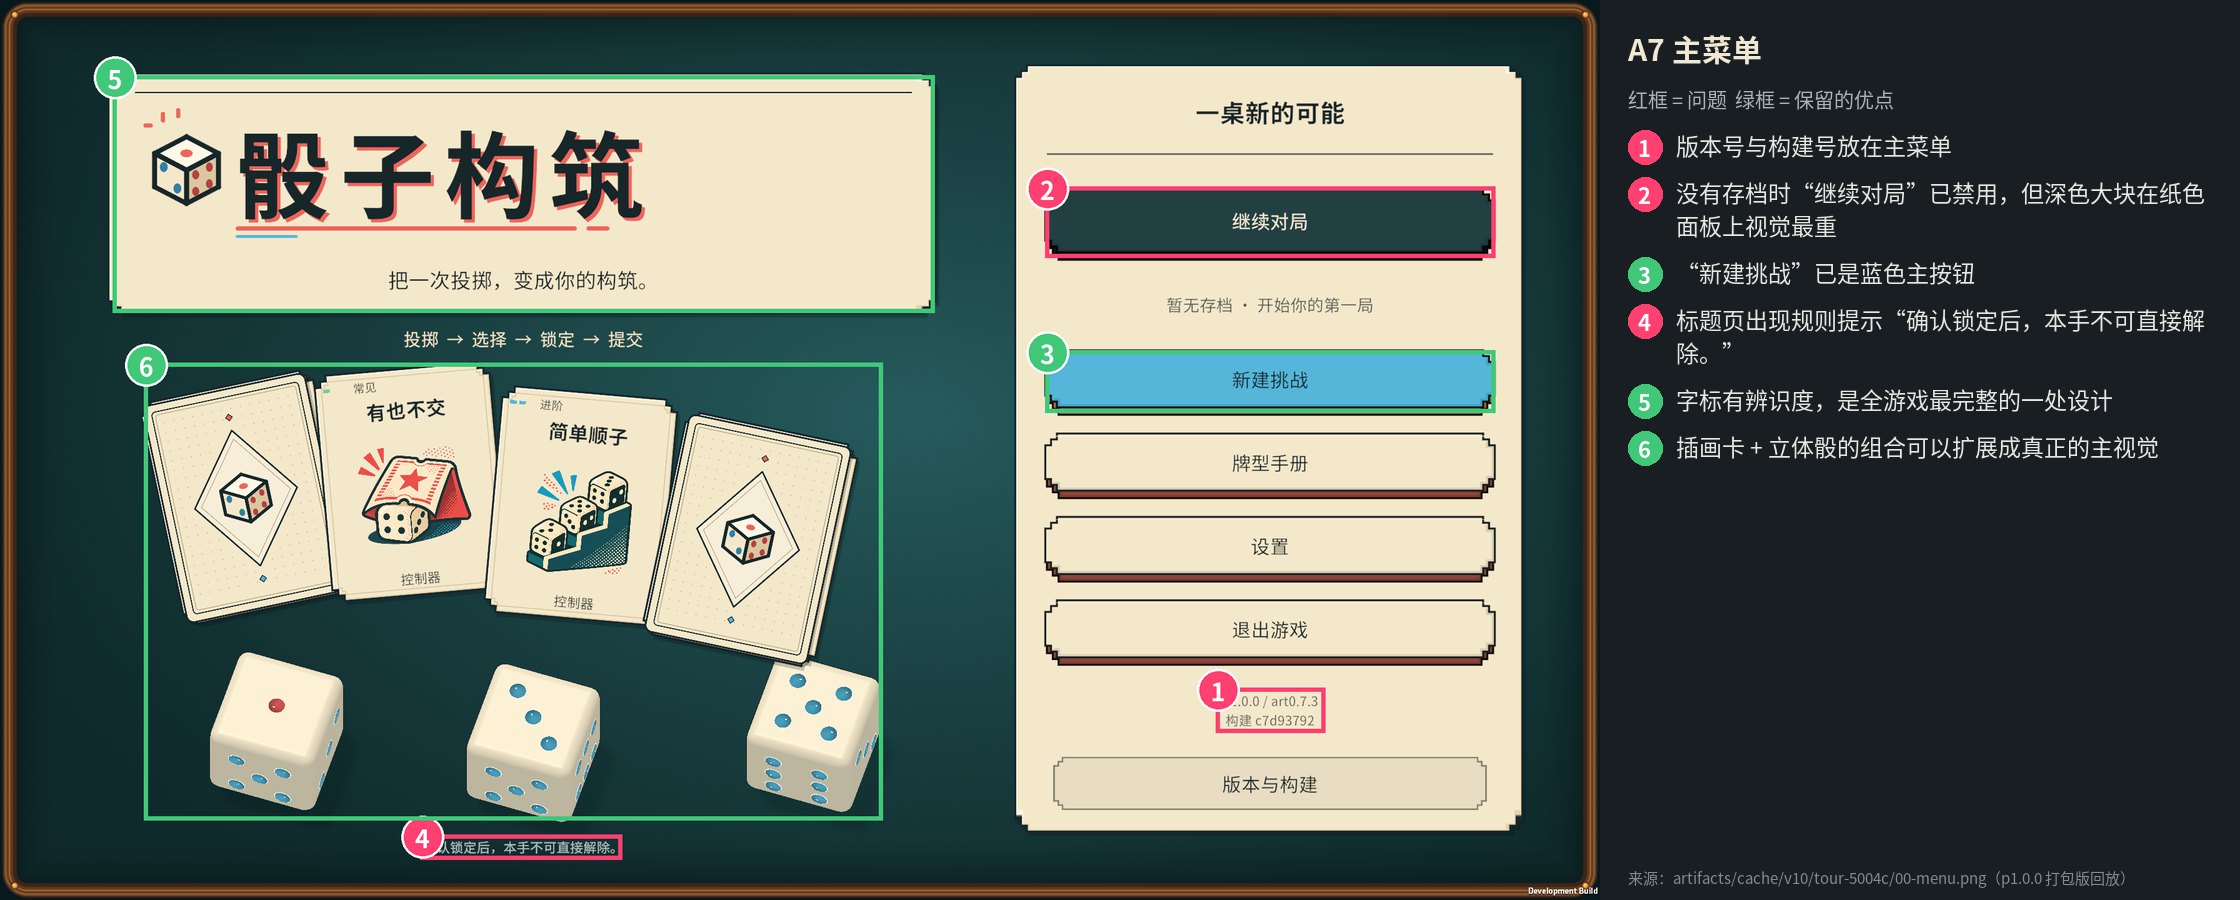 5
骰子构筑
把一次投掷，变成你的构筑。
投掷 → 选择 → 锁定 → 提交
6
常见
有也不交
控制器
进阶
简单顺子
控制器
4
认锁定后，本手不可直接解除。
一桌新的可能
2
继续对局
暂无存档 · 开始你的第一局
3
新建挑战
牌型手册
设置
退出游戏
1
.0.0 / art0.7.3
构建 c7d93792
版本与构建
Development Build
A7 主菜单
红框 = 问题 绿框 = 保留的优点
1 版本号与构建号放在主菜单
2 没有存档时“继续对局”已禁用，但深色大块在纸色
面板上视觉最重
3 “新建挑战”已是蓝色主按钮
4 标题页出现规则提示“确认锁定后，本手不可直接解
除。”
5 字标有辨识度，是全游戏最完整的一处设计
6 插画卡 + 立体骰的组合可以扩展成真正的主视觉
来源：artifacts/cache/v10/tour-5004c/00-menu.png（p1.0.0 打包版回放）